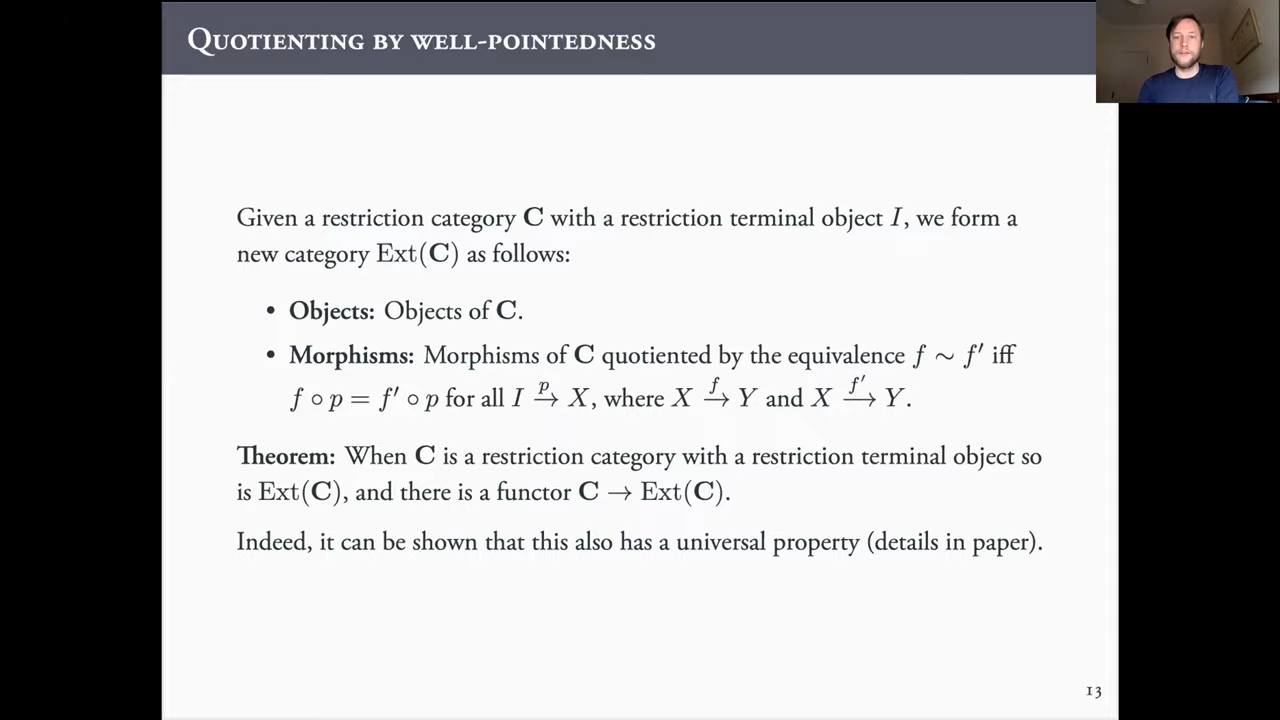 Quotienting by well-pointedness
Given a restriction category C with a restriction terminal object I, we form a
new category Ext(C) as follows:
• Objects: Objects of C.
• Morphisms: Morphisms of C quotiented by the equivalence f ∼ f′ iff
f ∘ p = f′ ∘ p for all I →ᵖ X, where X →ᶠ Y and X →ᶠ′ Y.
Theorem: When C is a restriction category with a restriction terminal object so
is Ext(C), and there is a functor C → Ext(C).
Indeed, it can be shown that this also has a universal property (details in paper).
13